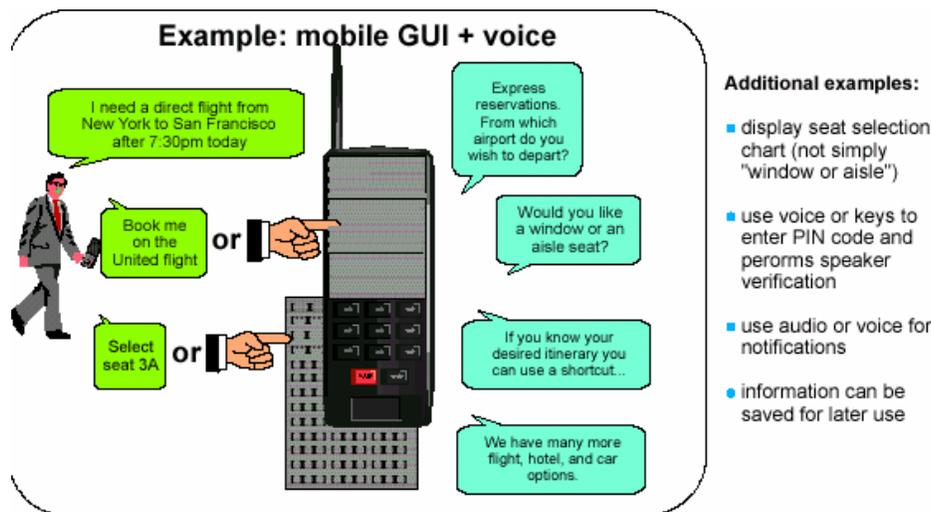 Example: mobile GUI + voice
I need a direct flight from
New York to San Francisco
after 7:30pm today
Book me
on the
United flight
or
Select
seat 3A
or
Express
reservations.
From which
airport do you
wish to depart?
Would you like
a window or an
aisle seat?
If you know your
desired itinerary you
can use a shortcut...
We have many more
flight, hotel, and car
options.
Additional examples:
display seat selection
chart (not simply
"window or aisle")
use voice or keys to
enter PIN code and
perorms speaker
verification
use audio or voice for
notifications
information can be
saved for later use